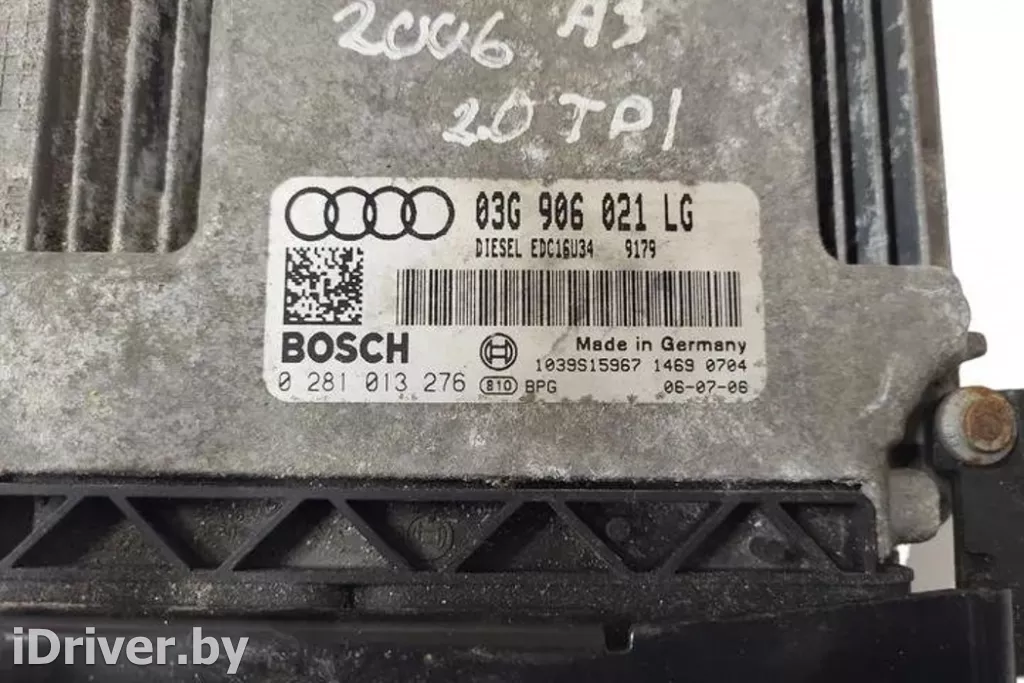 2006 A3
2.0 TDI
03G 906 021 LG
DIESEL EDC16U34 9179
BOSCH
Made in Germany
1039S15967 1469 0704
0 281 013 276 810 BPG 06-07-06
iDriver.by